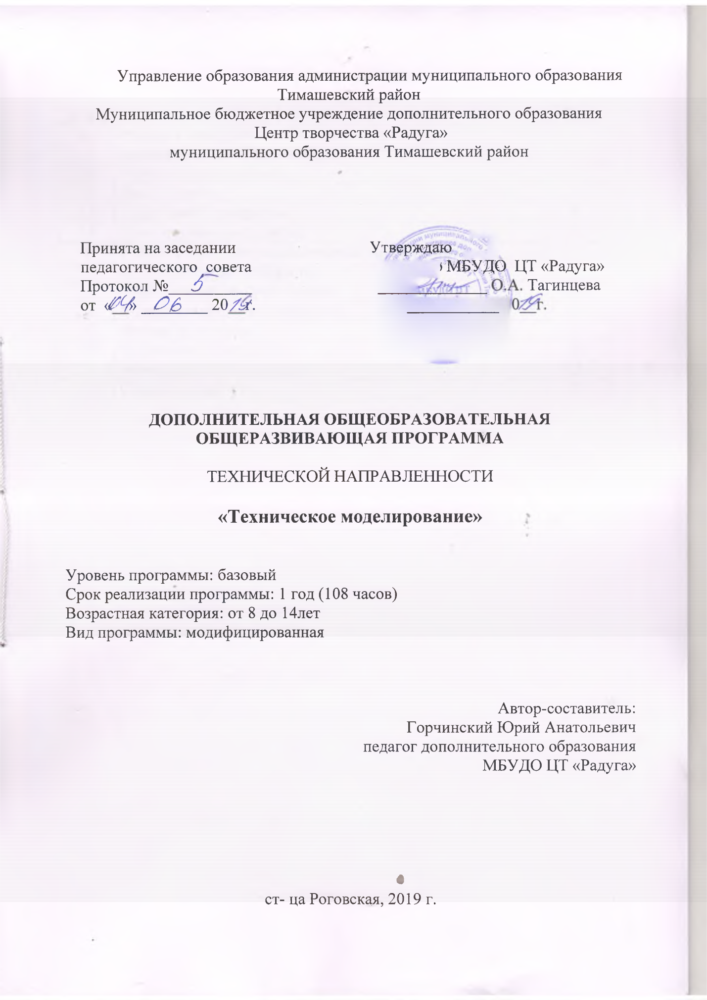 Управление образования администрации муниципального образования
Тимашевский район
Муниципальное бюджетное учреждение дополнительного образования
Центр творчества «Радуга»
муниципального образования Тимашевский район
Принята на заседании
педагогического совета
Протокол № 5
от «04» 06 2019г.
Утверждаю
МБУДО ЦТ «Радуга»
О.А. Тагинцева
019г.
ДОПОЛНИТЕЛЬНАЯ ОБЩЕОБРАЗОВАТЕЛЬНАЯ
ОБЩЕРАЗВИВАЮЩАЯ ПРОГРАММА
ТЕХНИЧЕСКОЙ НАПРАВЛЕННОСТИ
«Техническое моделирование»
Уровень программы: базовый
Срок реализации программы: 1 год (108 часов)
Возрастная категория: от 8 до 14лет
Вид программы: модифицированная
Автор-составитель:
Горчинский Юрий Анатольевич
педагог дополнительного образования
МБУДО ЦТ «Радуга»
ст- ца Роговская, 2019 г.